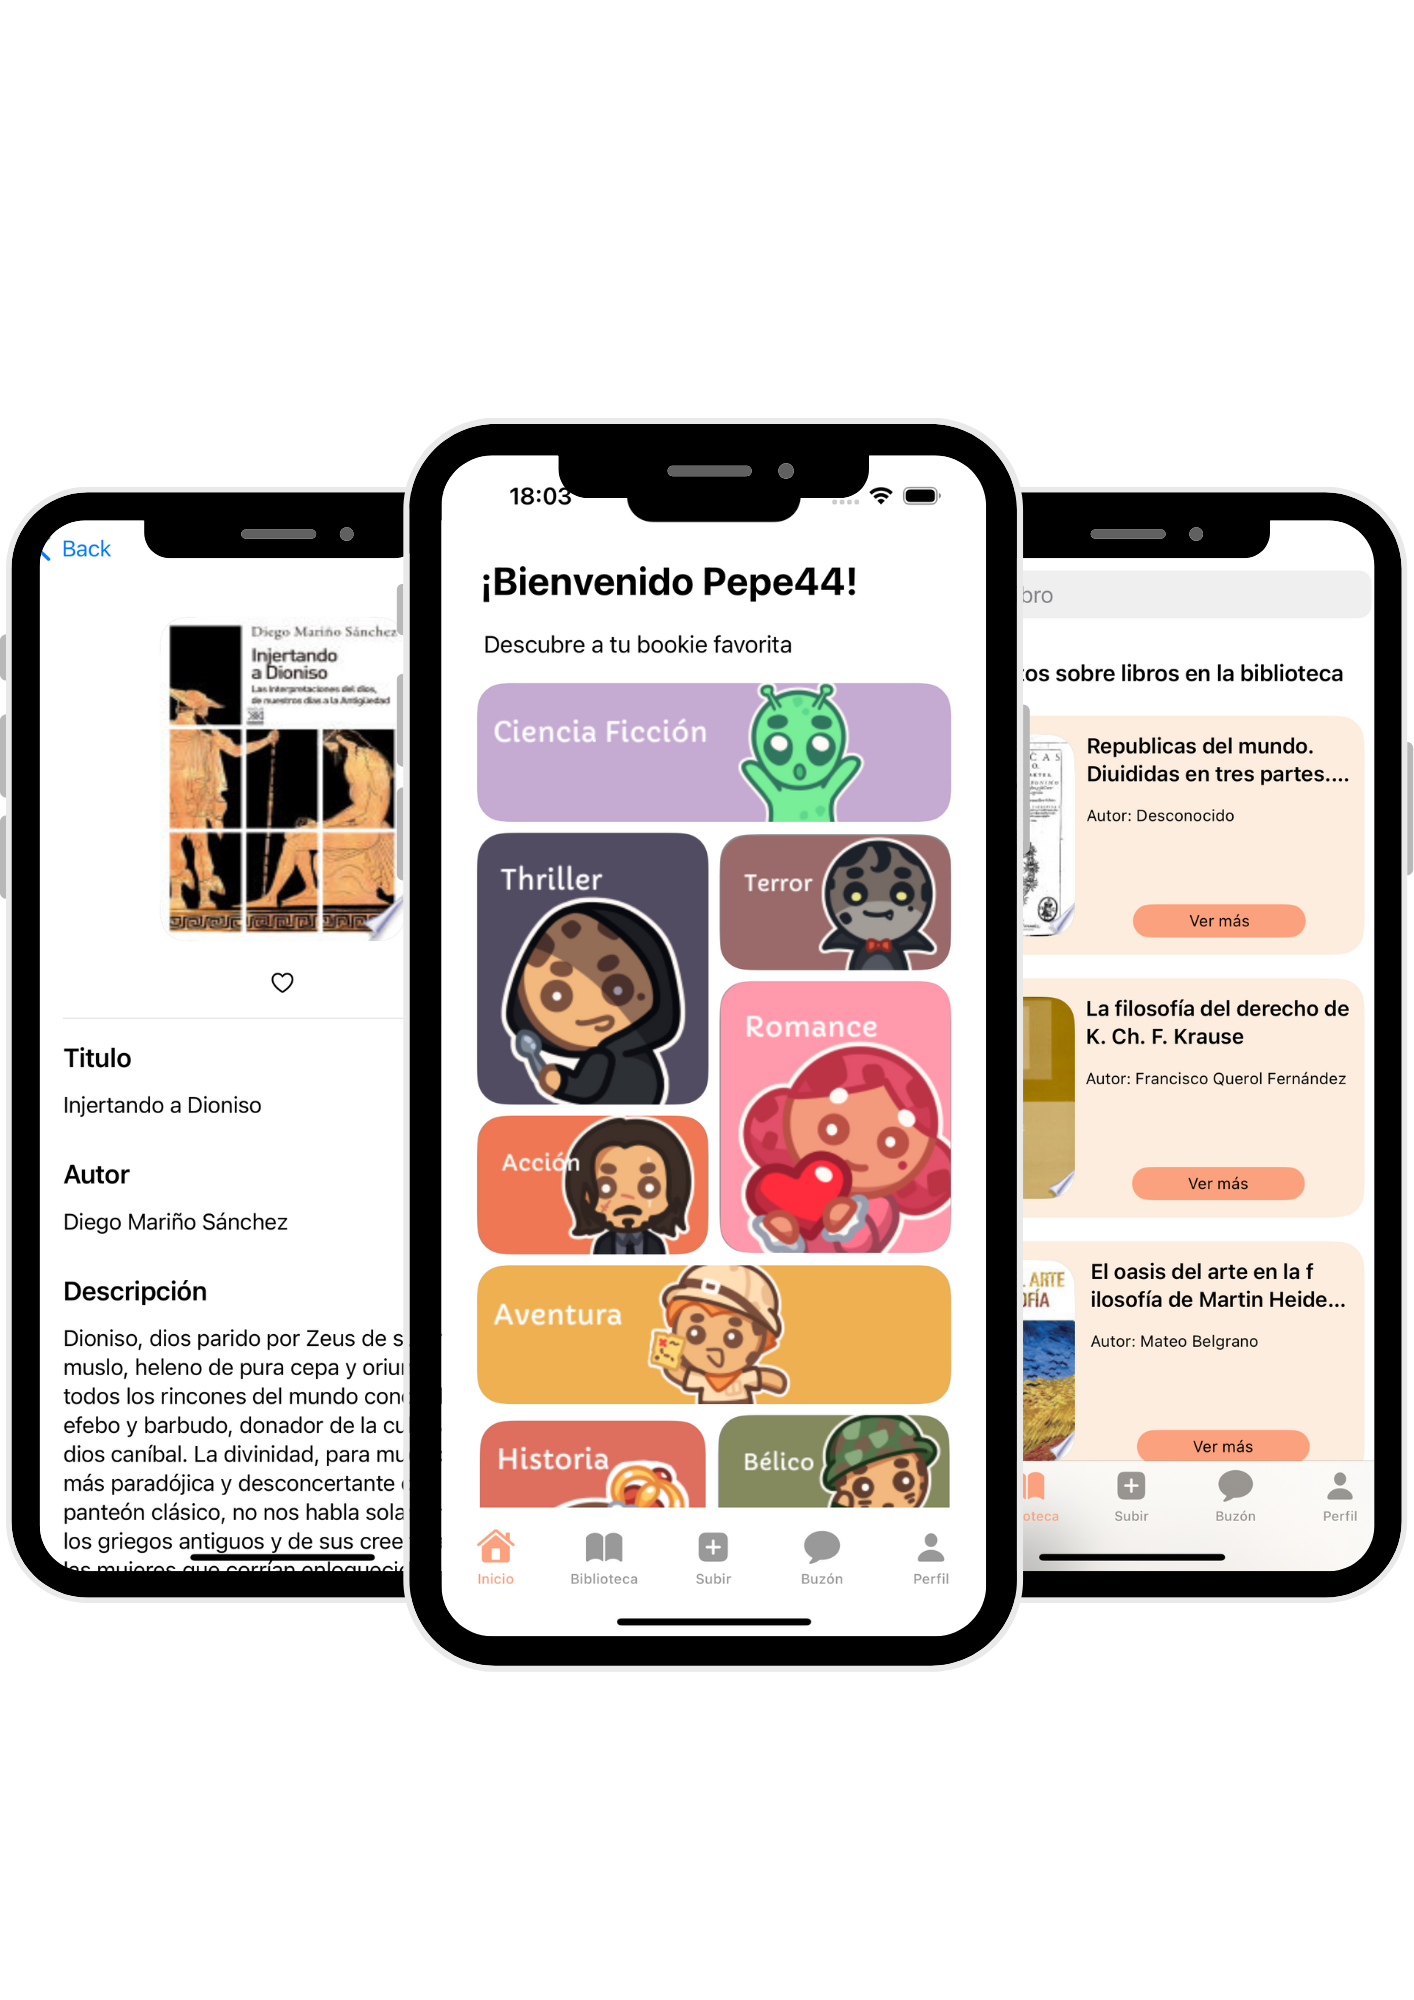 Back
Diego Mariño Sánchez
Injertando
a Dioniso
Las interpretaciones del dios,
de nuestros días a la Antigüedad
Titulo
Injertando a Dioniso
Autor
Diego Mariño Sánchez
Descripción
Dioniso, dios parido por Zeus de s
muslo, heleno de pura cepa y oriun
todos los rincones del mundo con
efebo y barbudo, donador de la cu
dios caníbal. La divinidad, para mu
más paradójica y desconcertante
panteón clásico, no nos habla sola
los griegos antiguos y de sus cree
las mujeres que corrían enloqueci
18:03
¡Bienvenido Pepe44!
Descubre a tu bookie favorita
Ciencia Ficción
Thriller
Terror
Romance
Acción
Aventura
Historia
Bélico
Inicio
Biblioteca
Subir
Buzón
Perfil
bro
tos sobre libros en la biblioteca
Republicas del mundo.
Diuididas en tres partes....
Autor: Desconocido
Ver más
La filosofía del derecho de
K. Ch. F. Krause
Autor: Francisco Querol Fernández
Ver más
ARTE
OFÍA
El oasis del arte en la f
ilosofía de Martin Heide...
Autor: Mateo Belgrano
Ver más
oteca
Subir
Buzón
Perfil